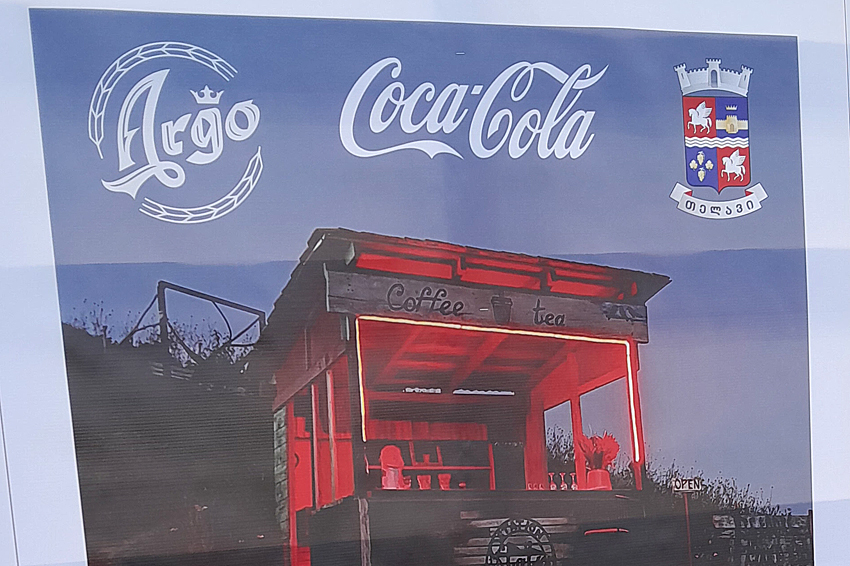 Argo
Coca-Cola
თელავი
Coffee tea
OPEN